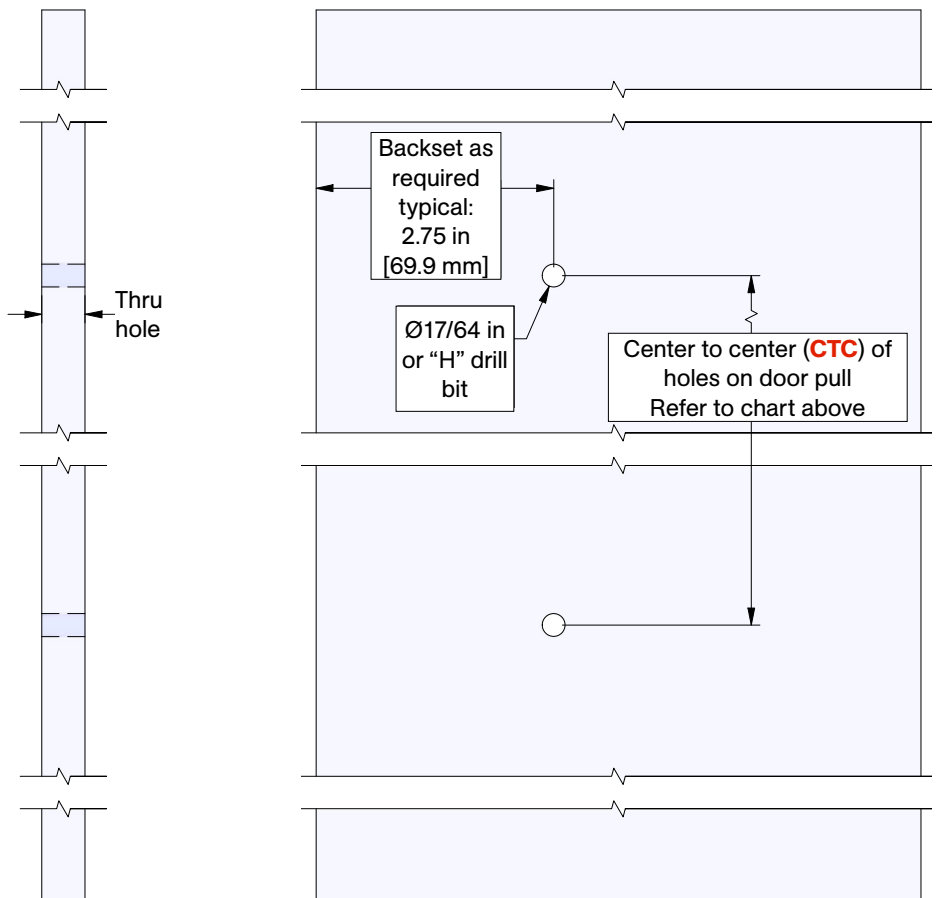 Backset as
required
typical:
2.75 in
[69.9 mm]
Thru
hole
Ø17/64 in
or “H” drill
bit
Center to center (CTC) of
holes on door pull
Refer to chart above